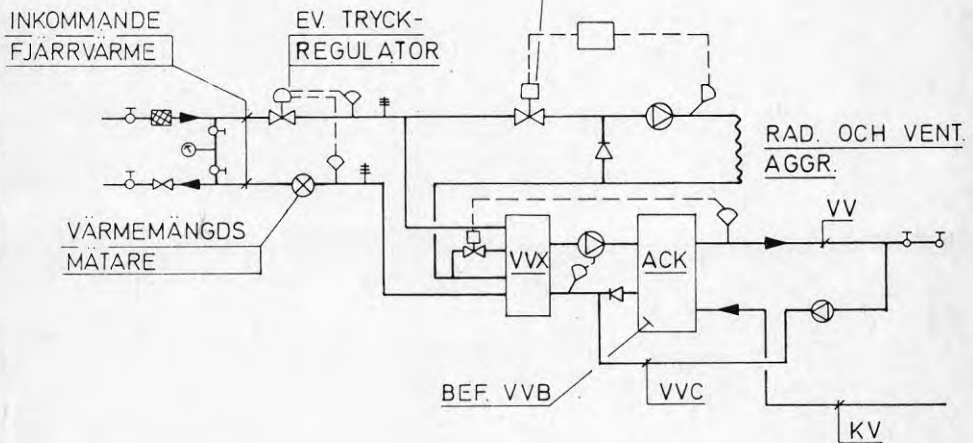 INKOMMANDE
FJÄRRVÄRME
EV. TRYCK-
REGULATOR
RAD. OCH VENT.
AGGR.
VÄRMEMÄNGDS
MÄTARE
VVX
ACK
VV
BEF. VVB
VVC
KV